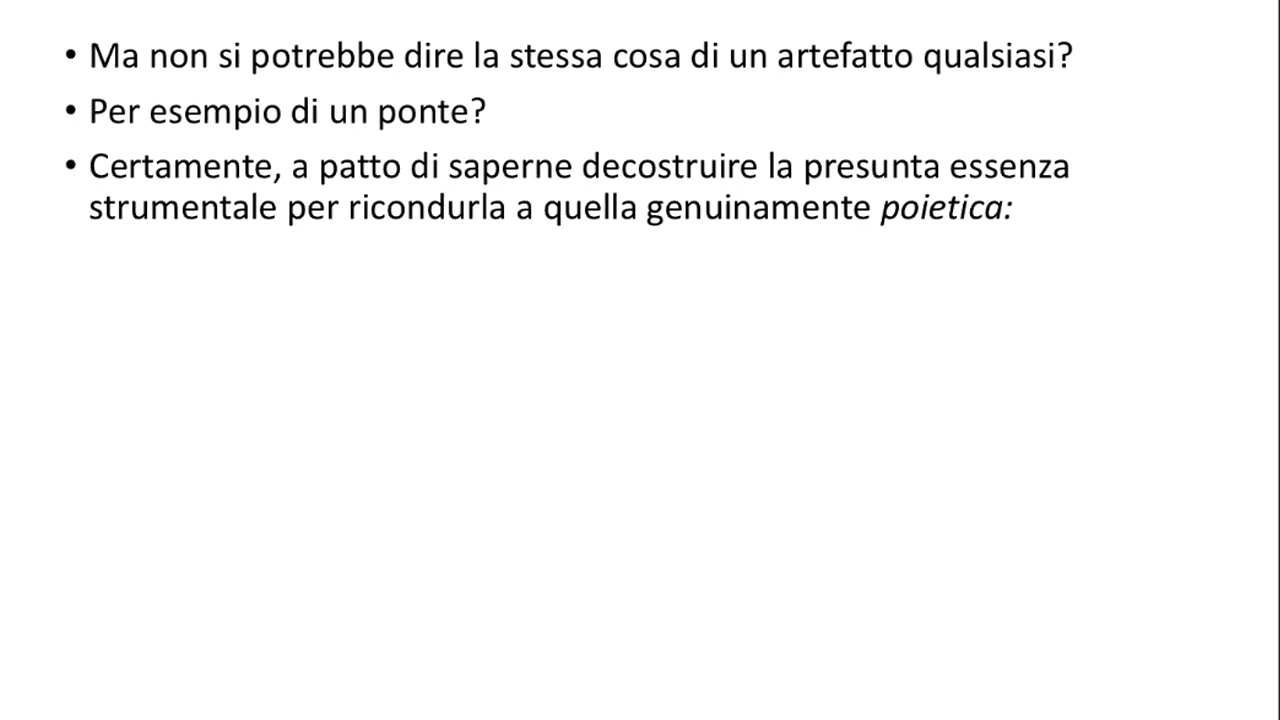 • Ma non si potrebbe dire la stessa cosa di un artefatto qualsiasi?
• Per esempio di un ponte?
• Certamente, a patto di saperne decostruire la presunta essenza
strumentale per ricondurla a quella genuinamente poietica: